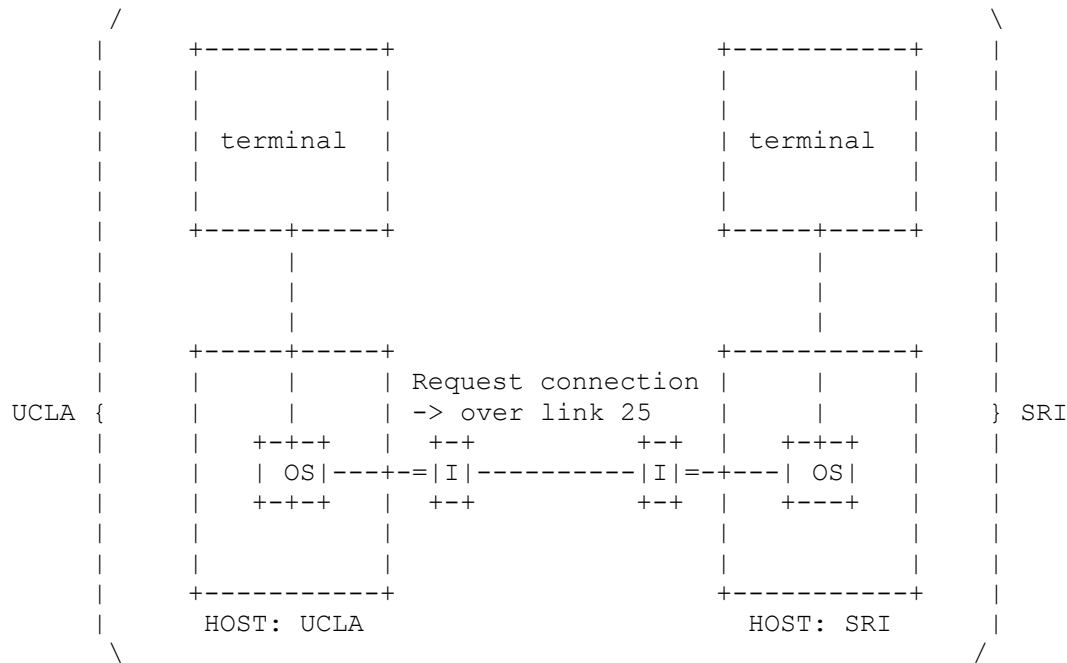 terminal terminal
Request connection
UCLA { -> over link 25 } SRI
OS I I OS
HOST: UCLA HOST: SRI